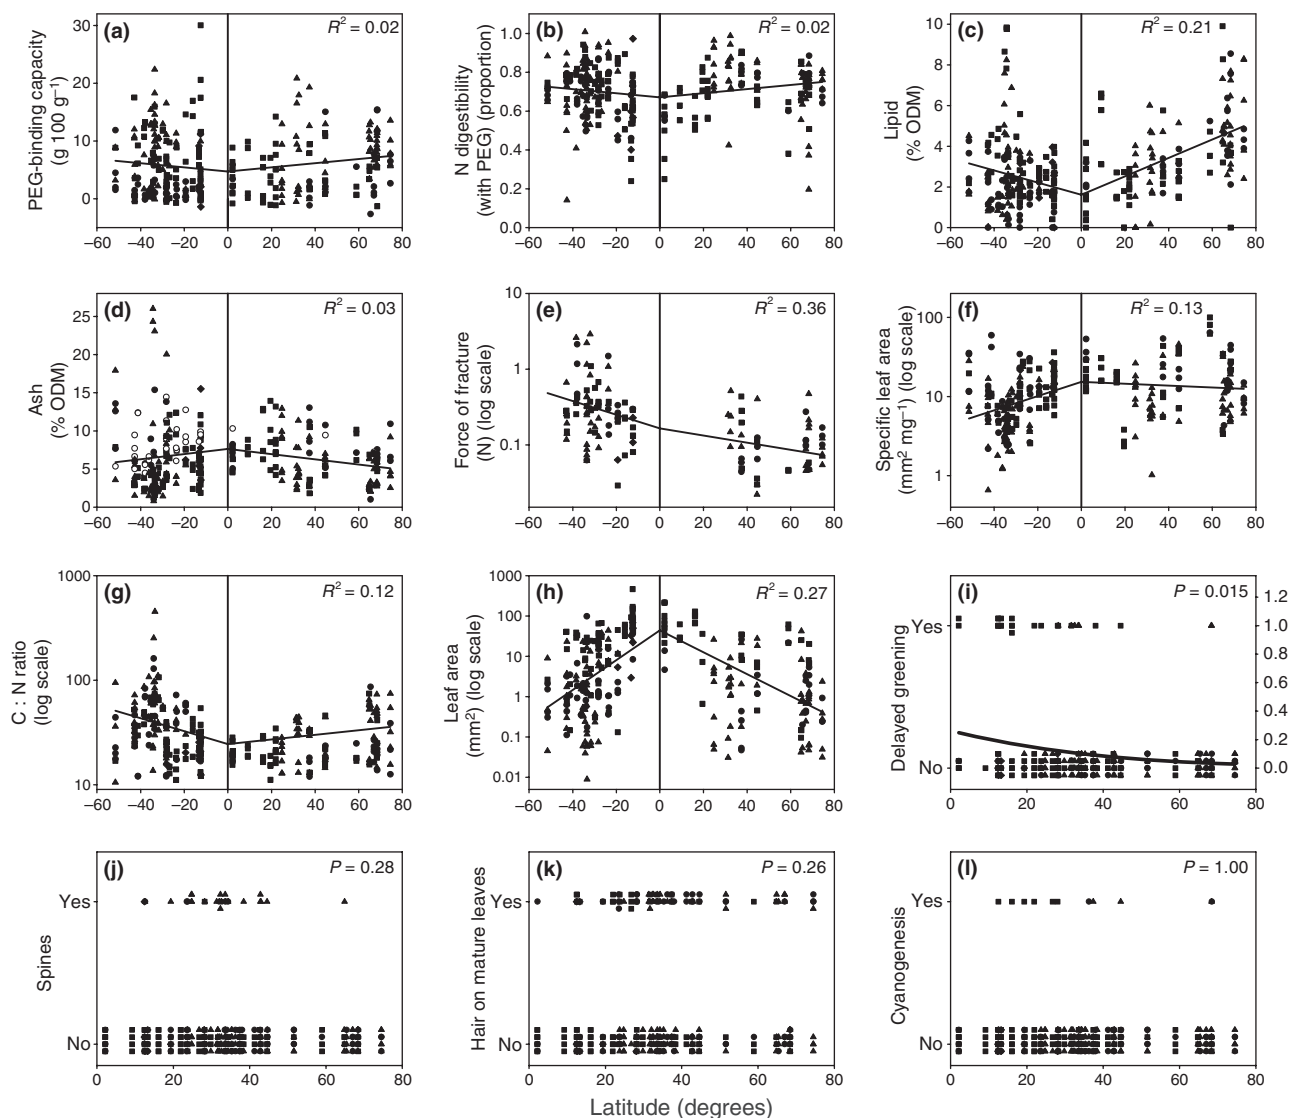 (a)
R² = 0.02
PEG-binding capacity
(g 100 g⁻¹)
30
20
10
0
−60 −40 −20 0 20 40 60 80
(b)
R² = 0.02
N digestibility
(with PEG) (proportion)
1.0
0.8
0.6
0.4
0.2
0.0
−60 −40 −20 0 20 40 60 80
(c)
R² = 0.21
Lipid
(% ODM)
10
8
6
4
2
0
−60 −40 −20 0 20 40 60 80
(d)
R² = 0.03
Ash
(% ODM)
25
20
15
10
5
0
−60 −40 −20 0 20 40 60 80
(e)
R² = 0.36
Force of fracture
(N) (log scale)
10
1
0.1
−60 −40 −20 0 20 40 60 80
(f)
R² = 0.13
Specific leaf area
(mm² mg⁻¹) (log scale)
100
10
1
−60 −40 −20 0 20 40 60 80
(g)
R² = 0.12
C : N ratio
(log scale)
1000
100
10
−60 −40 −20 0 20 40 60 80
(h)
R² = 0.27
Leaf area
(mm²) (log scale)
1000
100
10
1
0.1
0.01
−60 −40 −20 0 20 40 60 80
(i)
P = 0.015
Delayed greening
Yes
No
1.2
1.0
0.8
0.6
0.4
0.2
0.0
0 20 40 60 80
(j)
P = 0.28
Spines
Yes
No
0 20 40 60 80
(k)
P = 0.26
Hair on mature leaves
Yes
No
0 20 40 60 80
(l)
P = 1.00
Cyanogenesis
Yes
No
0 20 40 60 80
Latitude (degrees)